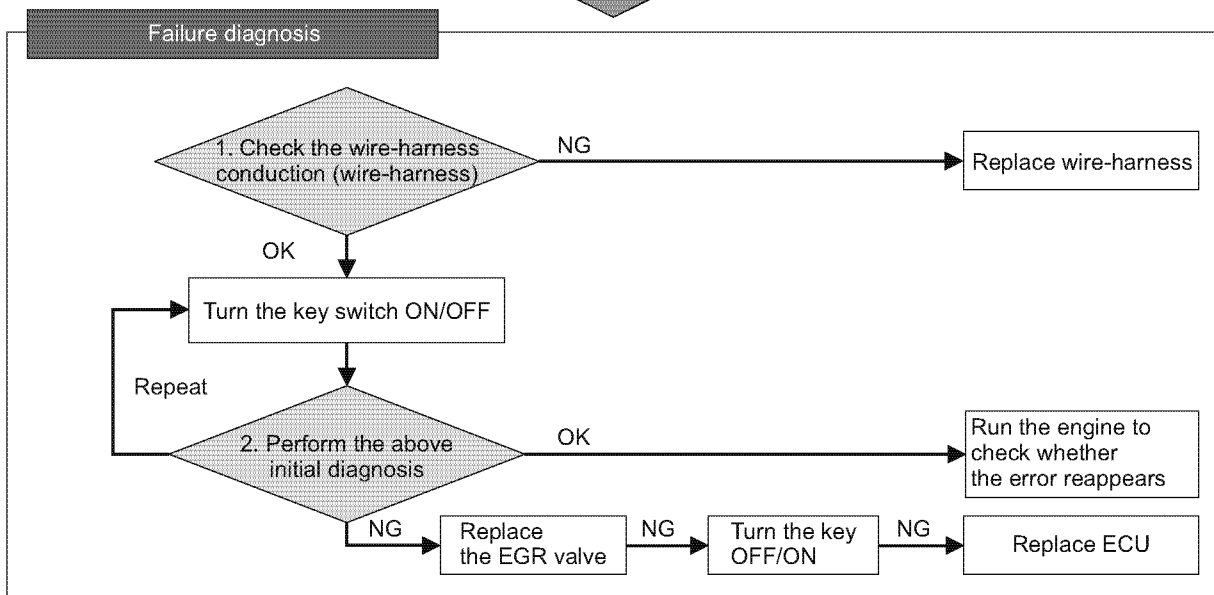 Failure diagnosis
1. Check the wire-harness
conduction (wire-harness)
NG
Replace wire-harness
OK
Turn the key switch ON/OFF
Repeat
2. Perform the above
initial diagnosis
OK
Run the engine to
check whether
the error reappears
NG
Replace
the EGR valve
NG
Turn the key
OFF/ON
NG
Replace ECU